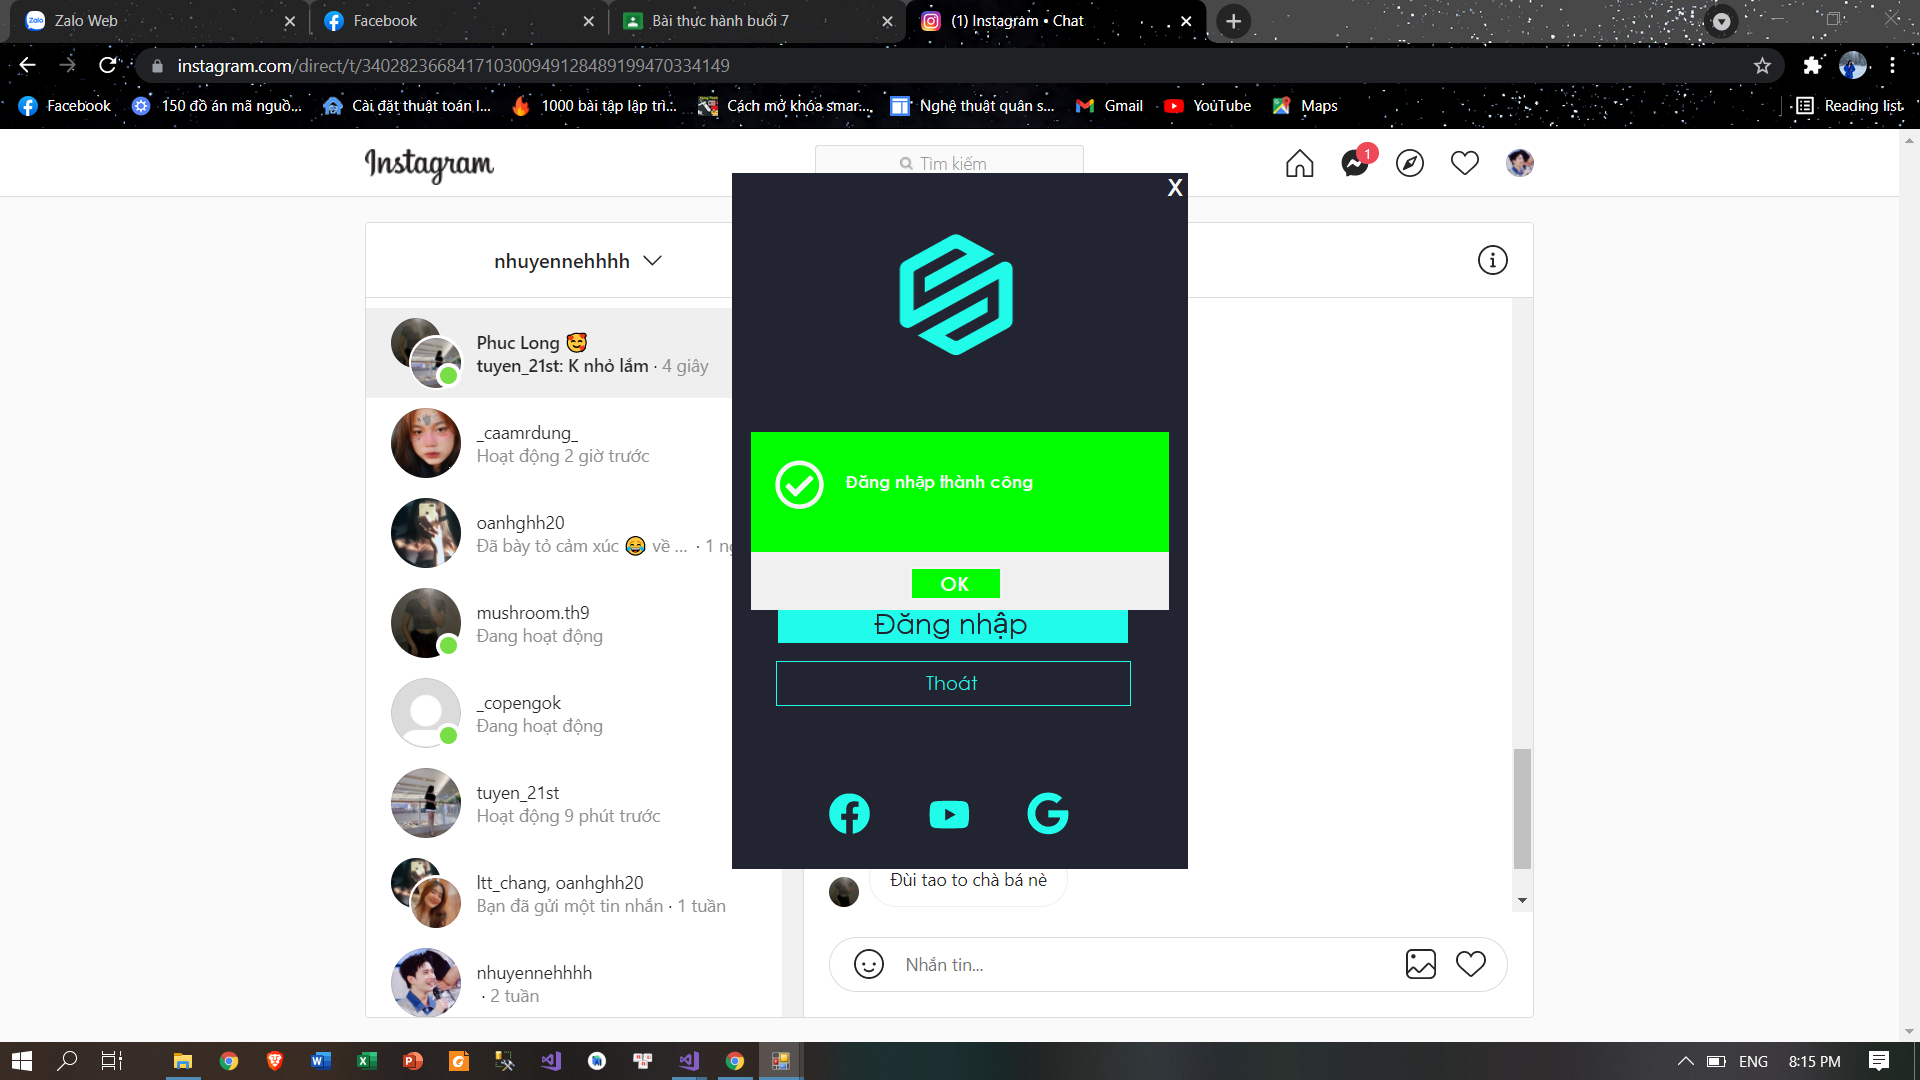 Zalo Web
Facebook
Bài thực hành buổi 7
(1) Instagram • Chat
instagram.com/direct/t/340282366841710300949128489199470334149
Facebook
150 đồ án mã nguồ...
Cài đặt thuật toán l...
1000 bài tập lập trì...
Cách mở khóa smar...
Nghệ thuật quân s...
Gmail
YouTube
Maps
Reading list
Instagram
Tìm kiếm
1
X
nhuyennehhhh
Phuc Long 🥰
tuyen_21st: K nhỏ lắm · 4 giây
_caamrdung_
Hoạt động 2 giờ trước
oanhghh20
Đã bày tỏ cảm xúc 😂 về ... · 1 ng
mushroom.th9
Đang hoạt động
_copengok
Đang hoạt động
tuyen_21st
Hoạt động 9 phút trước
ltt_chang, oanhghh20
Bạn đã gửi một tin nhắn · 1 tuần
nhuyennehhhh
· 2 tuần
Đăng nhập thành công
OK
Đăng nhập
Thoát
Đùi tao to chà bá nè
Nhắn tin...
ENG
8:15 PM